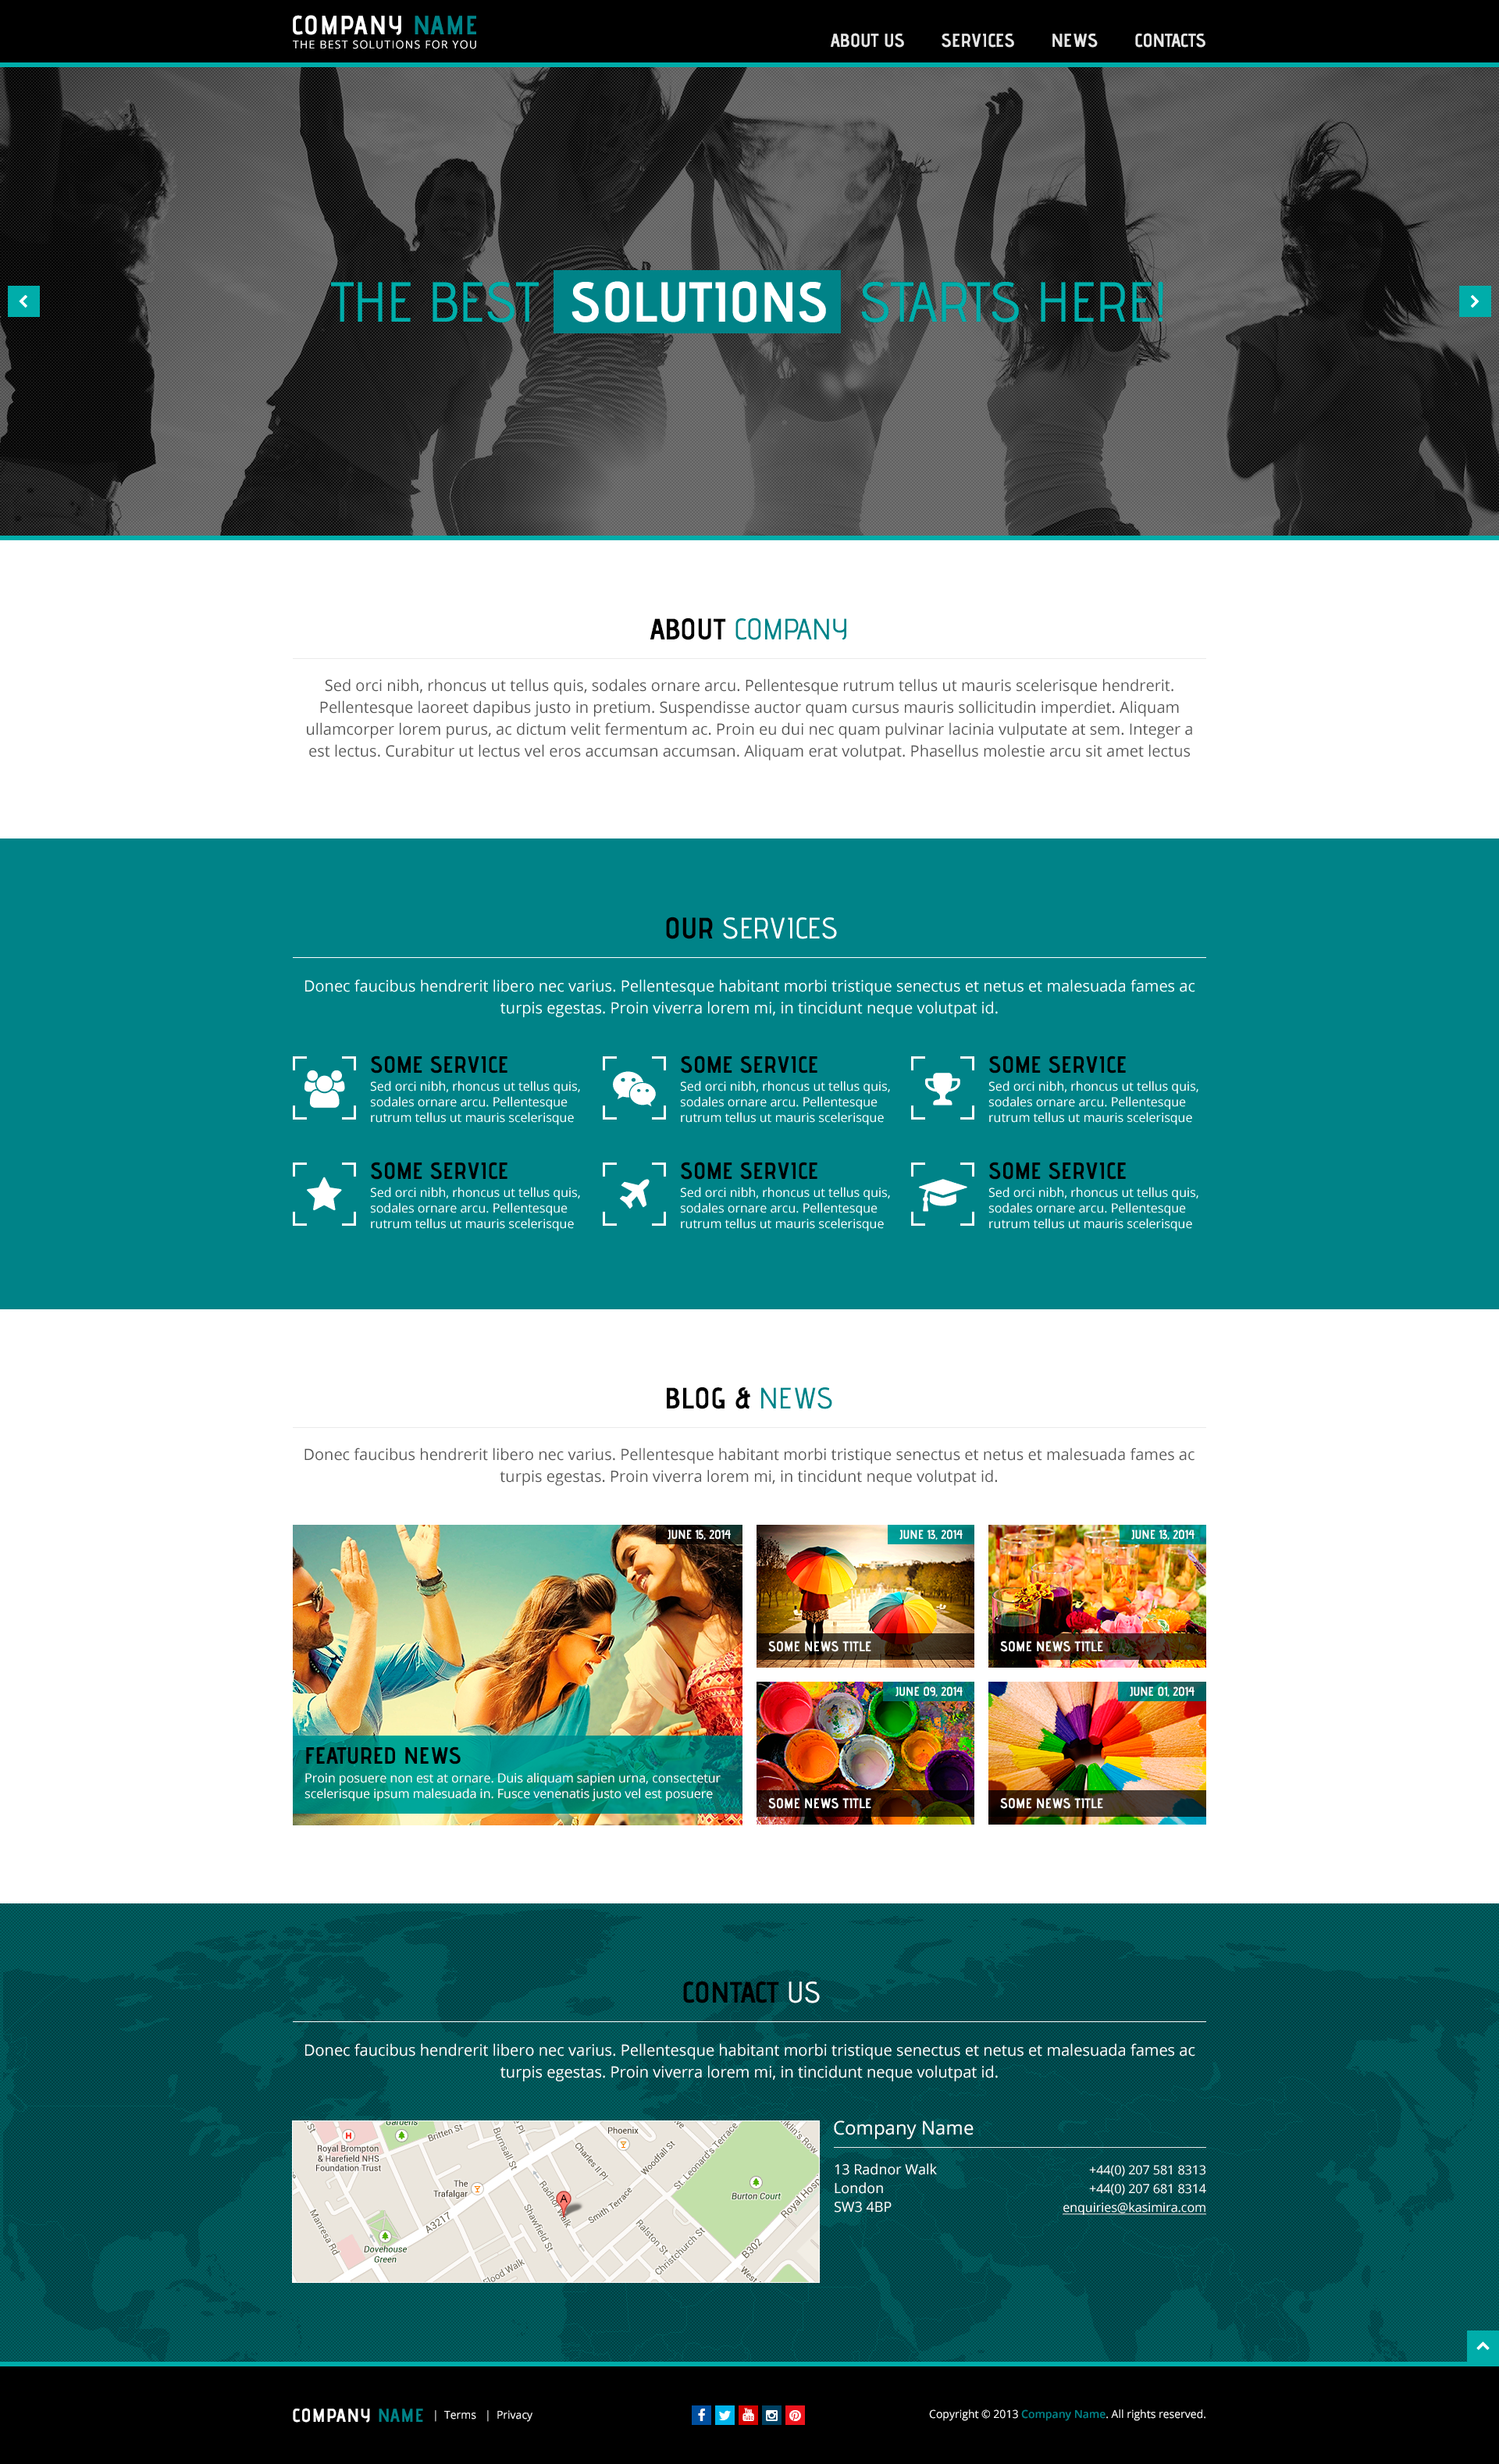 COMPANY NAME
THE BEST SOLUTIONS FOR YOU
ABOUT US
SERVICES
NEWS
CONTACTS
THE BEST SOLUTIONS STARTS HERE!
ABOUT COMPANY
Sed orci nibh, rhoncus ut tellus quis, sodales ornare arcu. Pellentesque rutrum tellus ut mauris scelerisque hendrerit.
Pellentesque laoreet dapibus justo in pretium. Suspendisse auctor quam cursus mauris sollicitudin imperdiet. Aliquam
ullamcorper lorem purus, ac dictum velit fermentum ac. Proin eu dui nec quam pulvinar lacinia vulputate at sem. Integer a
est lectus. Curabitur ut lectus vel eros accumsan accumsan. Aliquam erat volutpat. Phasellus molestie arcu sit amet lectus
OUR SERVICES
Donec faucibus hendrerit libero nec varius. Pellentesque habitant morbi tristique senectus et netus et malesuada fames ac
turpis egestas. Proin viverra lorem mi, in tincidunt neque volutpat id.
SOME SERVICE
Sed orci nibh, rhoncus ut tellus quis,
sodales ornare arcu. Pellentesque
rutrum tellus ut mauris scelerisque
SOME SERVICE
Sed orci nibh, rhoncus ut tellus quis,
sodales ornare arcu. Pellentesque
rutrum tellus ut mauris scelerisque
SOME SERVICE
Sed orci nibh, rhoncus ut tellus quis,
sodales ornare arcu. Pellentesque
rutrum tellus ut mauris scelerisque
SOME SERVICE
Sed orci nibh, rhoncus ut tellus quis,
sodales ornare arcu. Pellentesque
rutrum tellus ut mauris scelerisque
SOME SERVICE
Sed orci nibh, rhoncus ut tellus quis,
sodales ornare arcu. Pellentesque
rutrum tellus ut mauris scelerisque
SOME SERVICE
Sed orci nibh, rhoncus ut tellus quis,
sodales ornare arcu. Pellentesque
rutrum tellus ut mauris scelerisque
BLOG & NEWS
Donec faucibus hendrerit libero nec varius. Pellentesque habitant morbi tristique senectus et netus et malesuada fames ac
turpis egestas. Proin viverra lorem mi, in tincidunt neque volutpat id.
JUNE 15, 2014
FEATURED NEWS
Proin posuere non est at ornare. Duis aliquam sapien urna, consectetur
scelerisque ipsum malesuada in. Fusce venenatis justo vel est posuere
JUNE 13, 2014
SOME NEWS TITLE
JUNE 13, 2014
SOME NEWS TITLE
JUNE 09, 2014
SOME NEWS TITLE
JUNE 01, 2014
SOME NEWS TITLE
CONTACT US
Donec faucibus hendrerit libero nec varius. Pellentesque habitant morbi tristique senectus et netus et malesuada fames ac
turpis egestas. Proin viverra lorem mi, in tincidunt neque volutpat id.
St
Gardens
H
Royal Brompton
& Harefield NHS
Foundation Trust
Britten St
Burnsall St
Pl
Phoenix
Charles II Pl
Woodfall St
St. Leonard's Terrace
klin's Row
The
Trafalgar
A
Radnor Walk
Smith Terrace
Burton Court
Royal Hosp
Manresa Rd
A3217
Shawfield St
Ralston St
Christchurch St
B302
Dovehouse
Green
Flood Walk
West
Company Name
13 Radnor Walk
London
SW3 4BP
+44(0) 207 581 8313
+44(0) 207 681 8314
enquiries@kasimira.com
COMPANY NAME | Terms | Privacy
You Tube
Copyright © 2013 Company Name. All rights reserved.